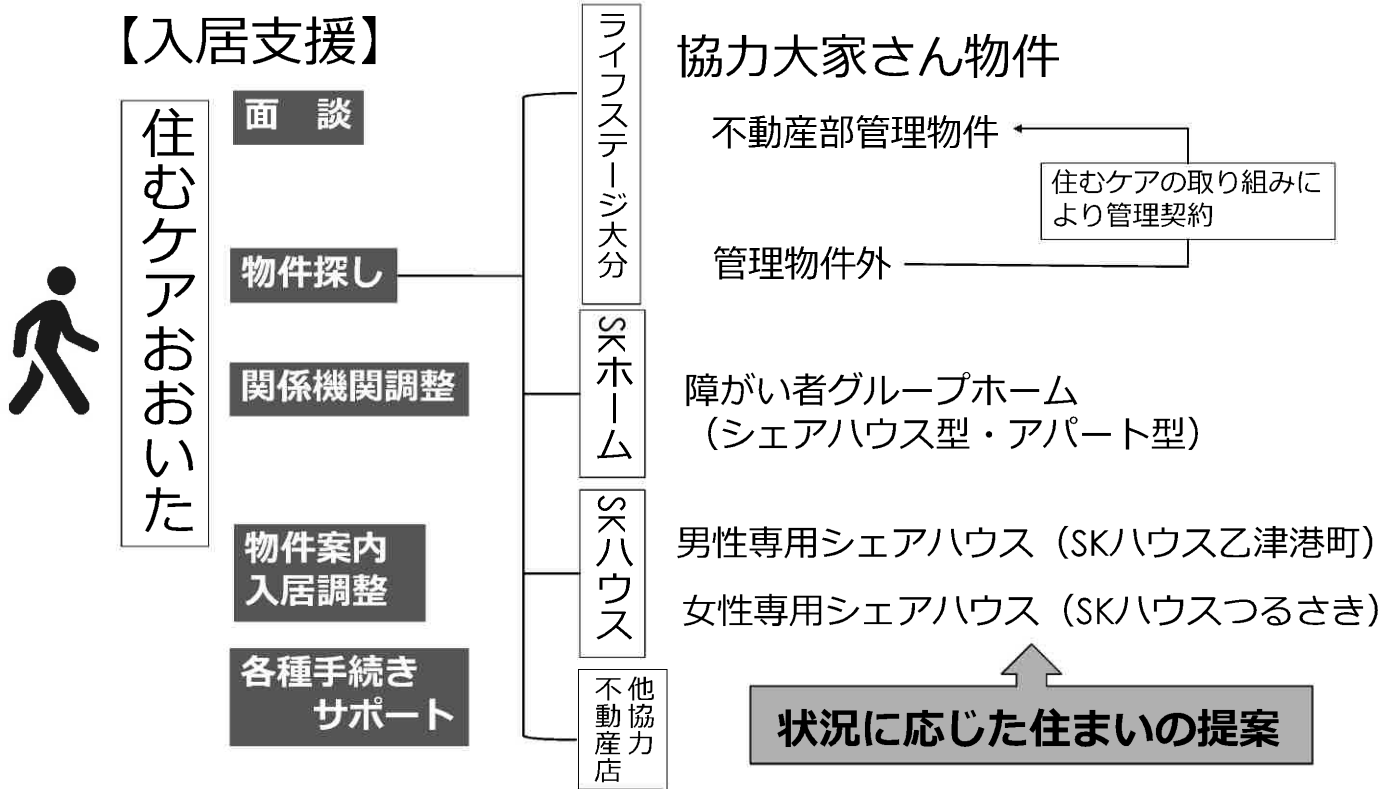 【入居支援】
住むケアおおいた
面　談
物件探し
関係機関調整
物件案内
入居調整
各種手続き
サポート
ライフステージ大分
協力大家さん物件
不動産部管理物件
住むケアの取り組みに
より管理契約
管理物件外
SKホーム
障がい者グループホーム
（シェアハウス型・アパート型）
SKハウス
男性専用シェアハウス（SKハウス乙津港町）
女性専用シェアハウス（SKハウスつるさき）
他協力
不動産店
状況に応じた住まいの提案